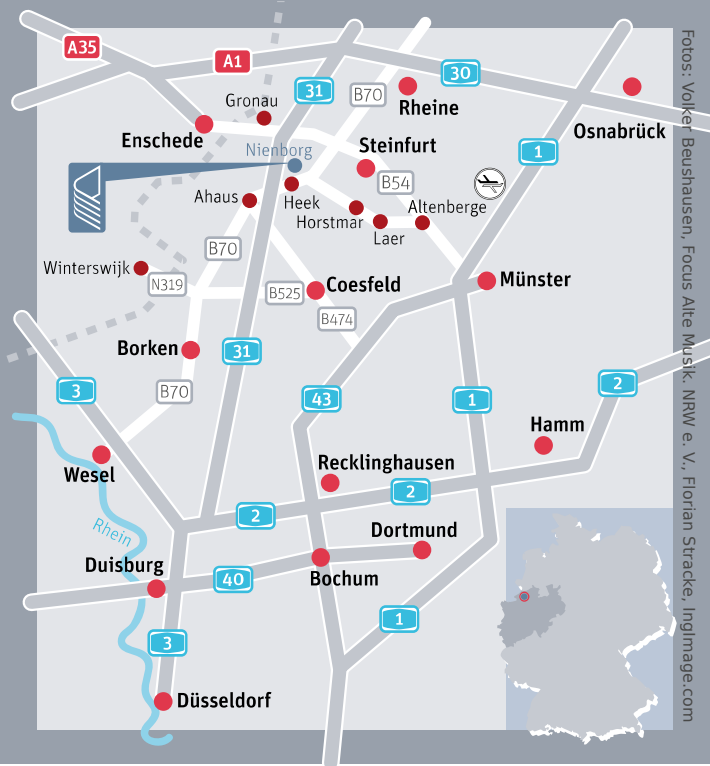 A35
A1
30
31
B70
Gronau
Rheine
Osnabrück
Enschede
Nienborg
Steinfurt
1
B54
Ahaus
Heek
Horstmar
Altenberge
Laer
B70
Winterswijk
N319
B525
Coesfeld
Münster
B474
Borken
31
3
B70
43
1
2
Hamm
Wesel
Recklinghausen
2
2
Rhein
Dortmund
Duisburg
40
Bochum
1
3
Düsseldorf
Fotos: Volker Beushausen, Focus Alte Musik. NRW e. V., Florian Stracke, IngImage.com